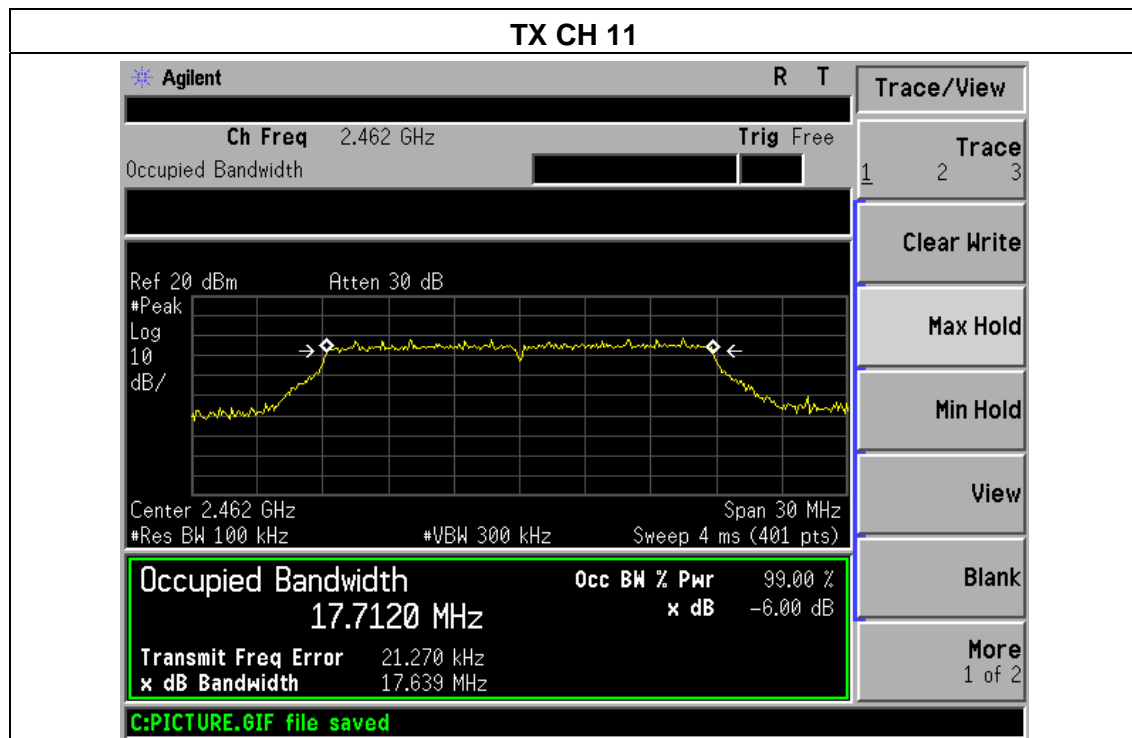 TX CH 11
Agilent R T
Ch Freq 2.462 GHz Trig Free
Occupied Bandwidth
Ref 20 dBm Atten 30 dB
#Peak
Log
10
dB/
Center 2.462 GHz Span 30 MHz
#Res BW 100 kHz #VBW 300 kHz Sweep 4 ms (401 pts)
Occupied Bandwidth Occ BW % Pwr 99.00 %
17.7120 MHz x dB -6.00 dB
Transmit Freq Error 21.270 kHz
x dB Bandwidth 17.639 MHz
C:PICTURE.GIF file saved
Trace/View
Trace
1 2 3
Clear Write
Max Hold
Min Hold
View
Blank
More
1 of 2